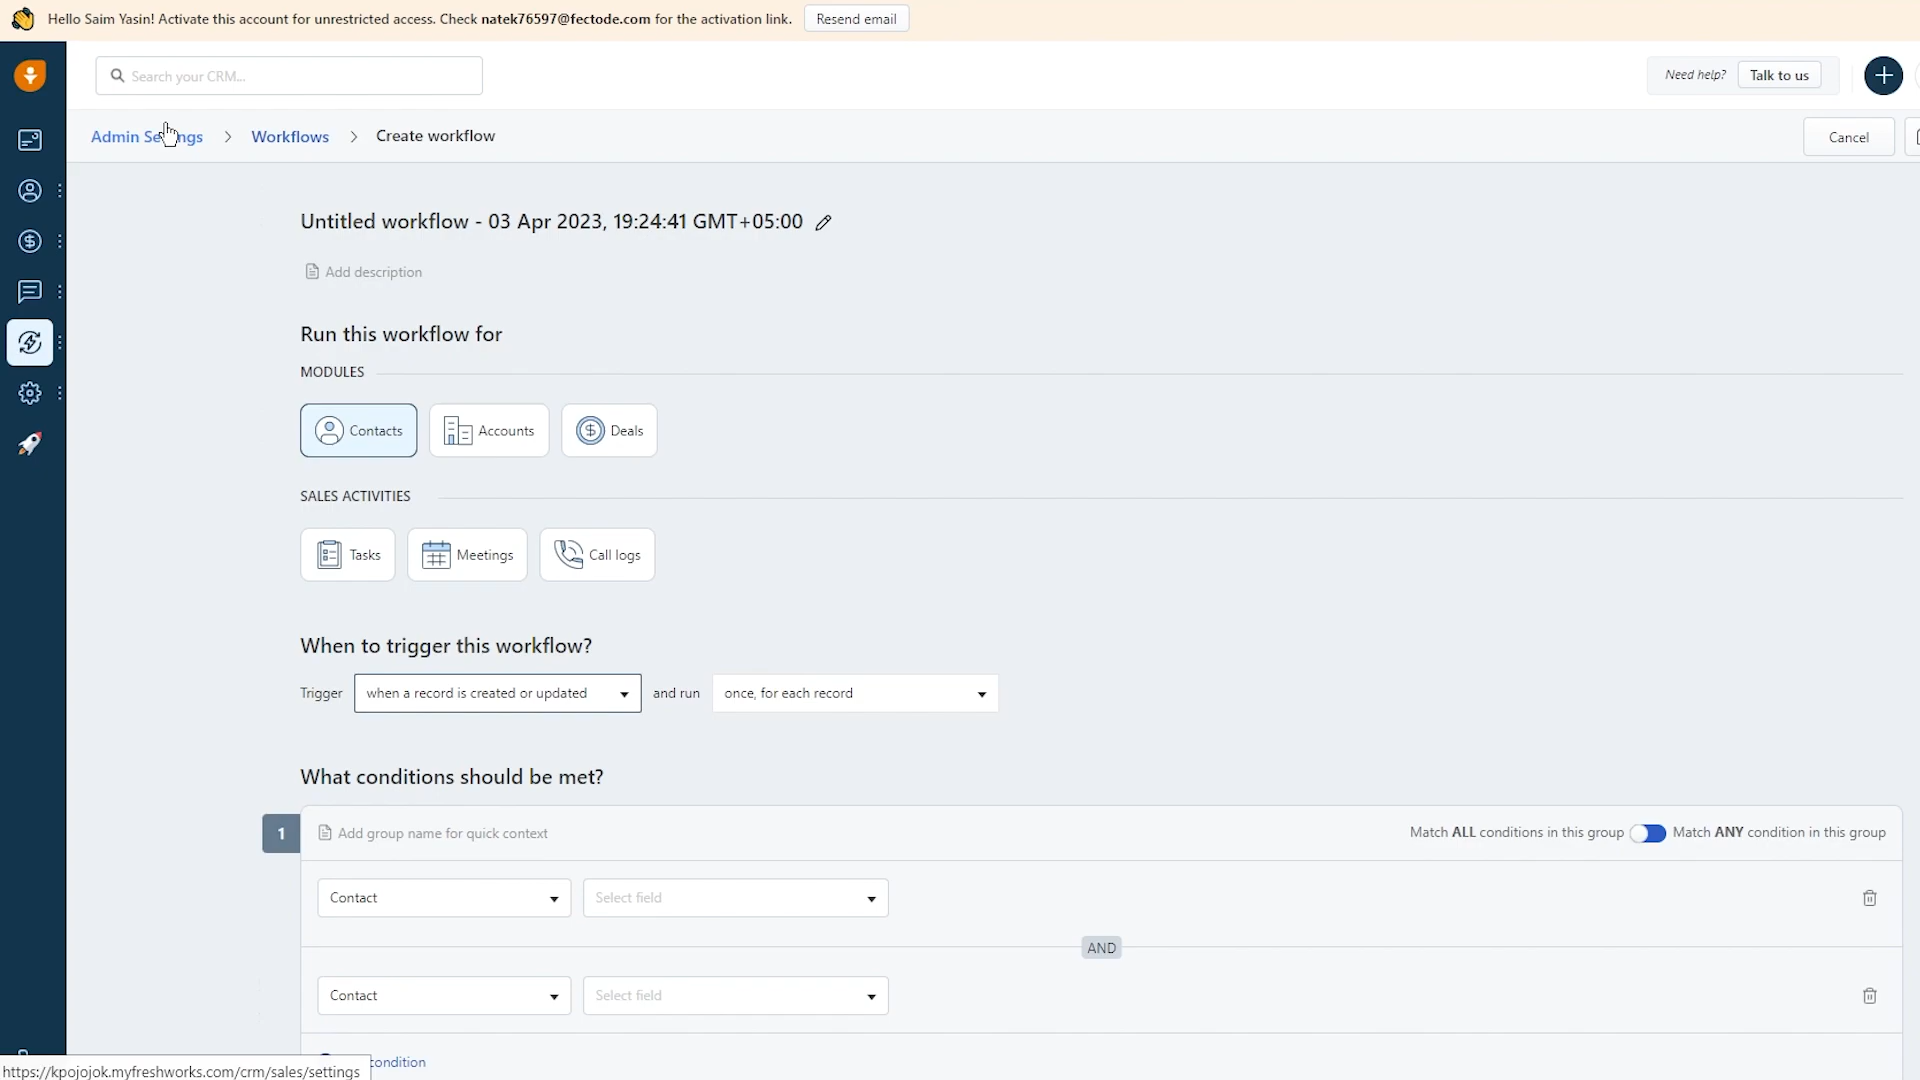 Hello Saim Yasin! Activate this account for unrestricted access. Check natek76597@fectode.com for the activation link. Resend email
Search your CRM...
Need help? Talk to us
Admin Settings > Workflows > Create workflow
Cancel
Untitled workflow - 03 Apr 2023, 19:24:41 GMT+05:00
Add description
Run this workflow for
MODULES
Contacts Accounts Deals
SALES ACTIVITIES
Tasks Meetings Call logs
When to trigger this workflow?
Trigger when a record is created or updated and run once, for each record
What conditions should be met?
1 Add group name for quick context Match ALL conditions in this group Match ANY condition in this group
Contact Select field
AND
Contact Select field
condition
https://kpojojok.myfreshworks.com/crm/sales/settings